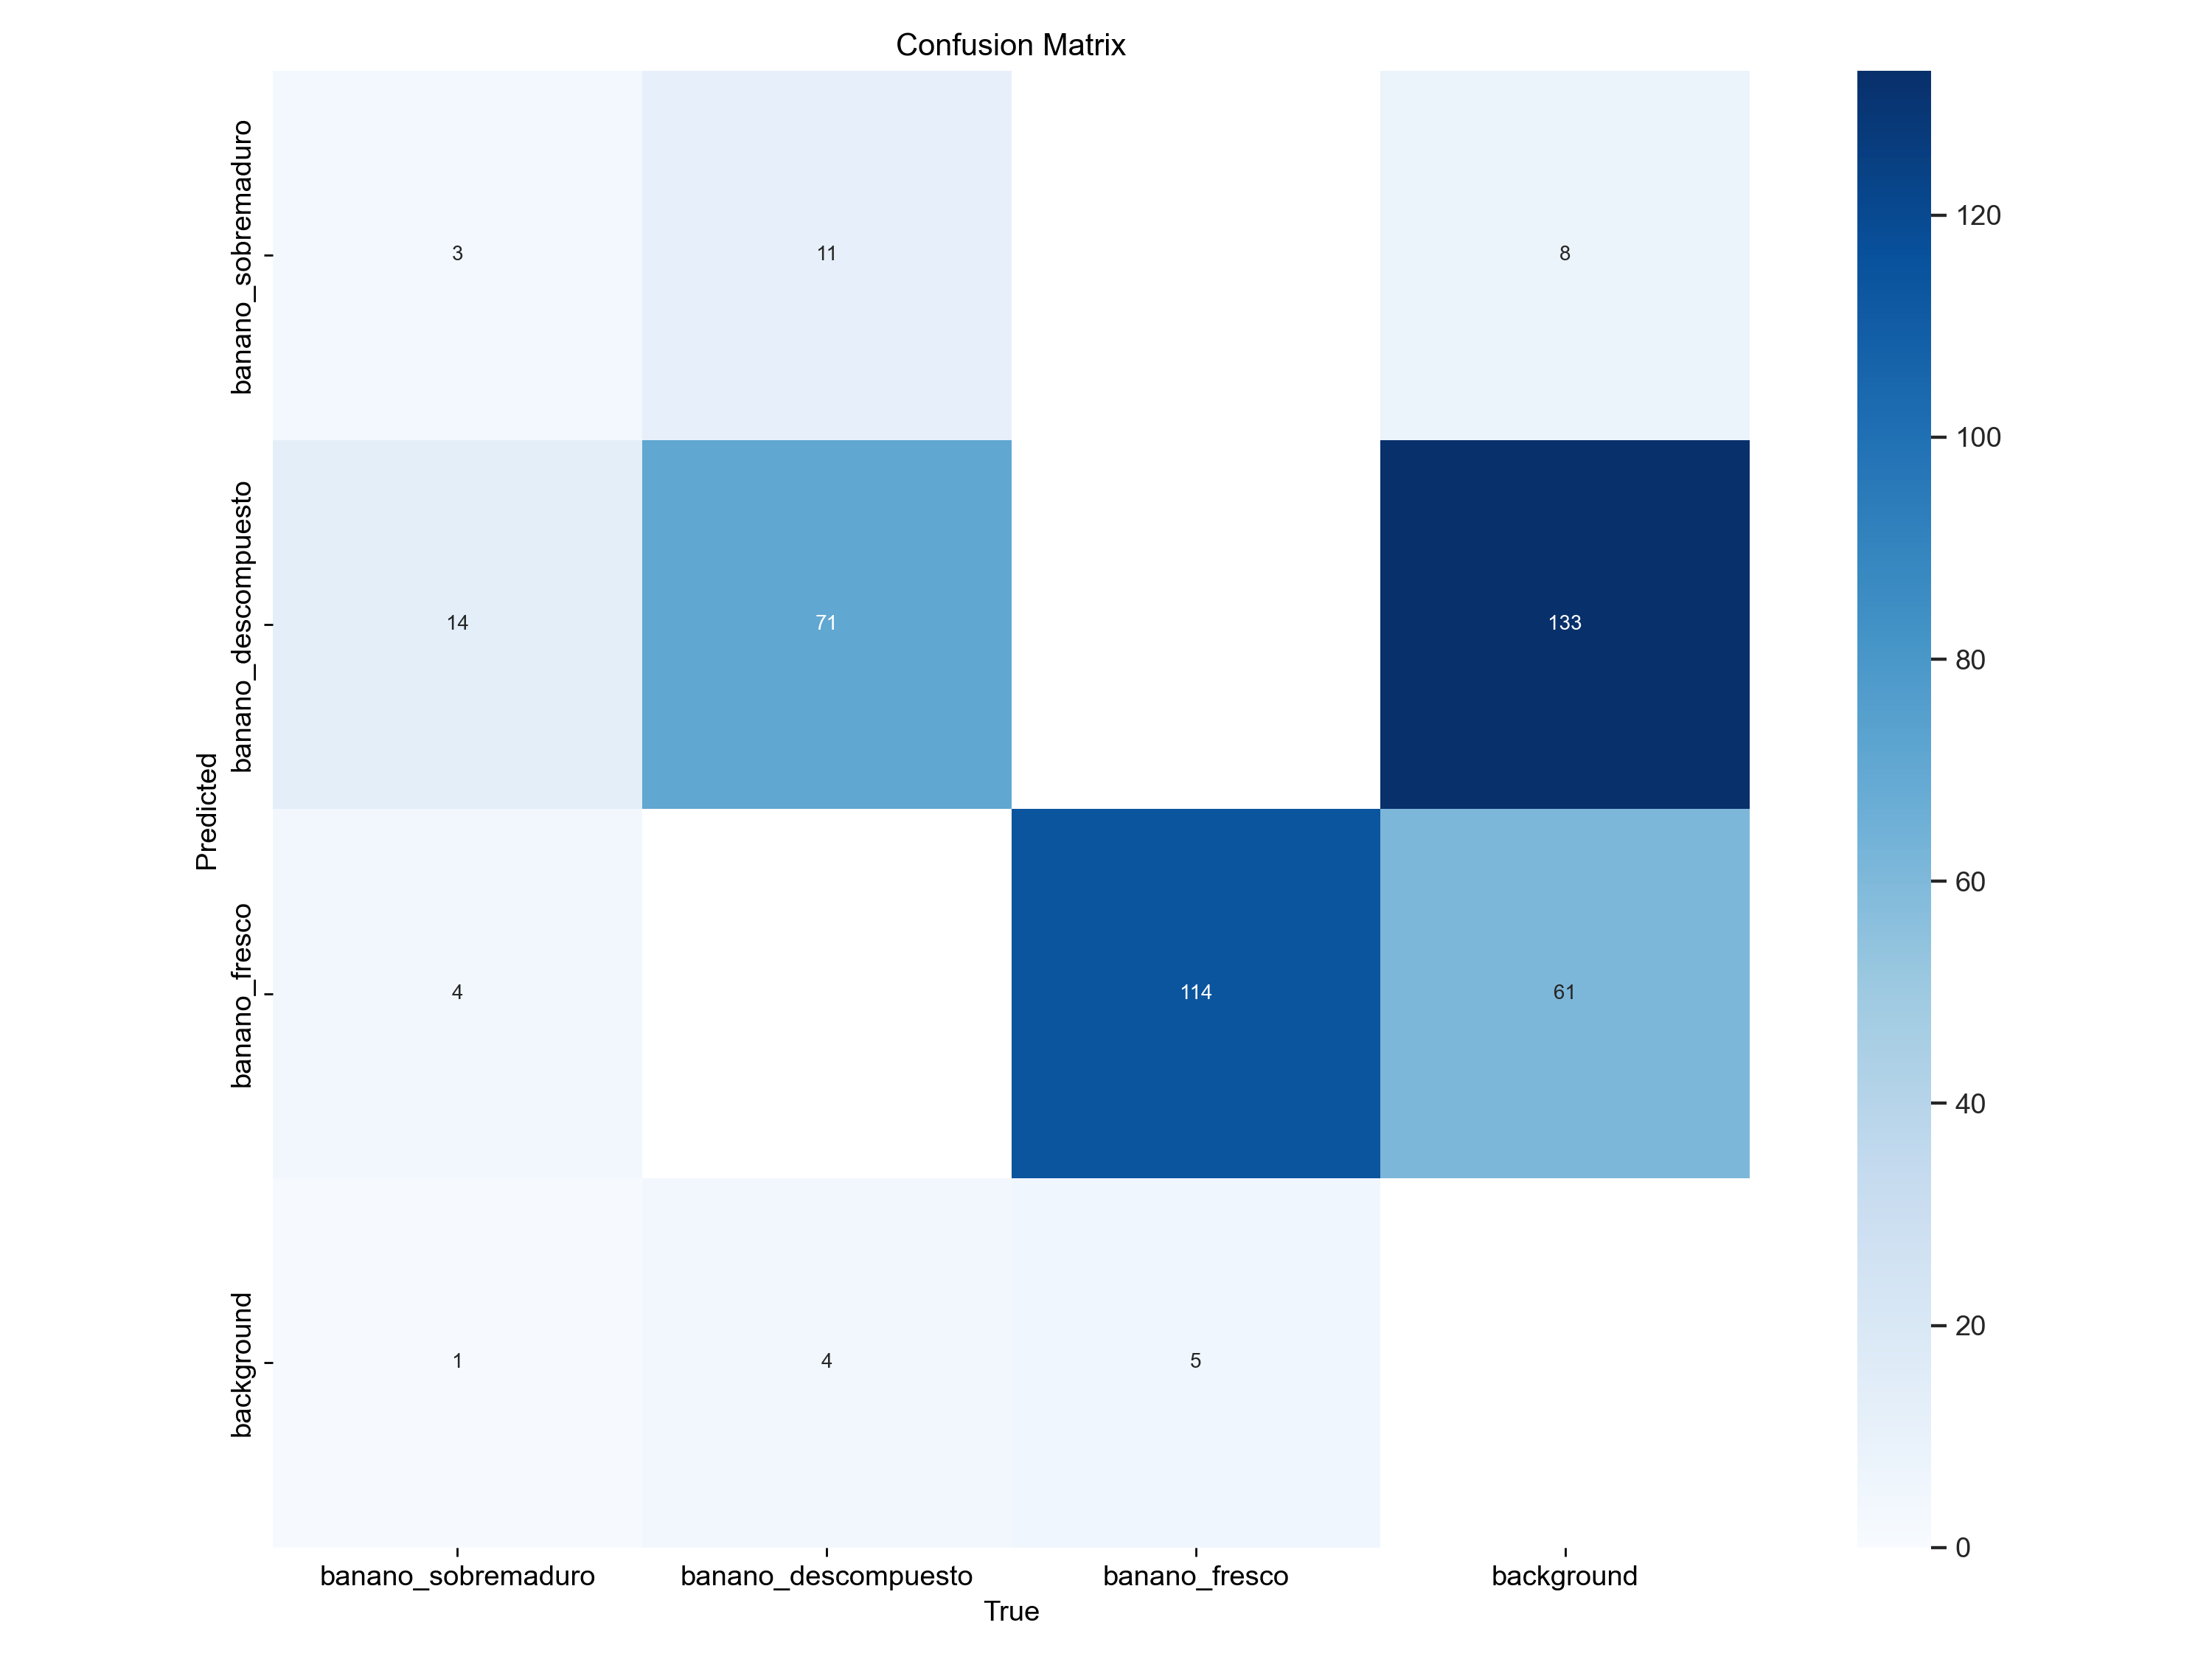 Confusion Matrix
Predicted
banano_sobremaduro
3
11
8
banano_descompuesto
14
71
133
banano_fresco
4
114
61
background
1
4
5
banano_sobremaduro
banano_descompuesto
banano_fresco
background
True
120
100
80
60
40
20
0